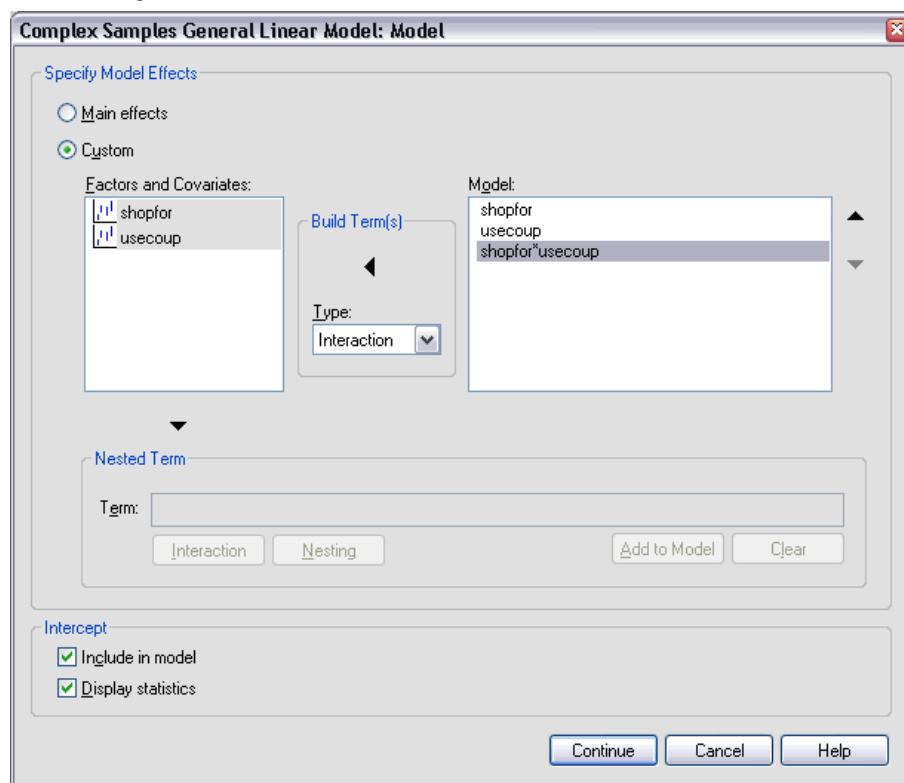 Complex Samples General Linear Model: Model
Specify Model Effects
Main effects
Custom
Factors and Covariates:
shopfor
usecoup
Build Term(s)
Type:
Interaction
Model:
shopfor
usecoup
shopfor*usecoup
Nested Term
Term:
Interaction
Nesting
Add to Model
Clear
Intercept
Include in model
Display statistics
Continue
Cancel
Help